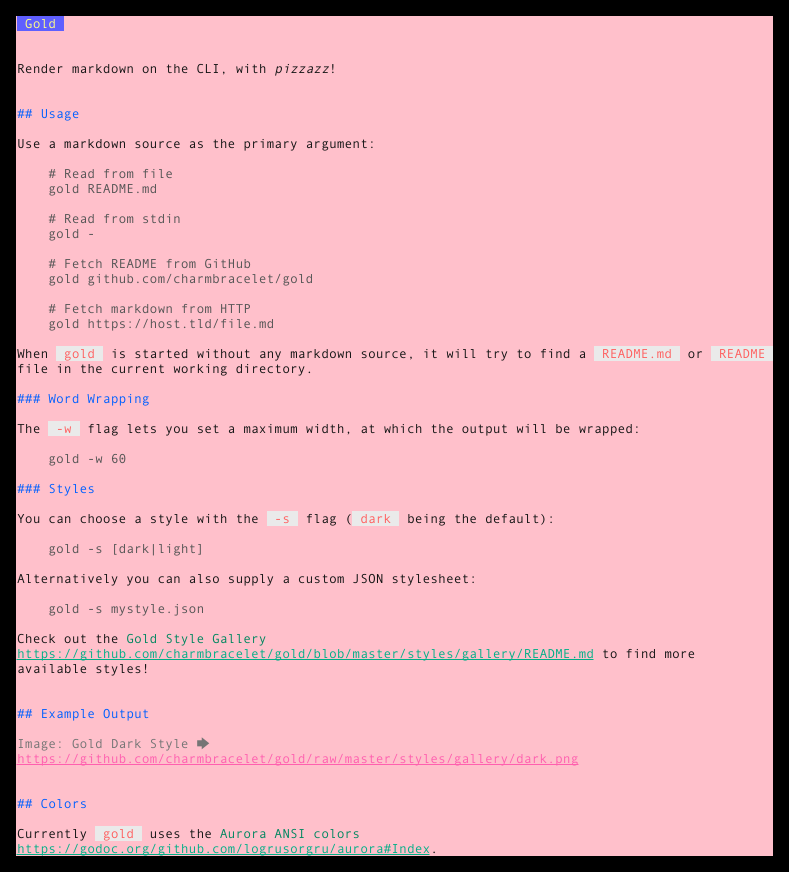 Gold
Render markdown on the CLI, with pizzazz!
## Usage
Use a markdown source as the primary argument:
# Read from file
gold README.md
# Read from stdin
gold -
# Fetch README from GitHub
gold github.com/charmbracelet/gold
# Fetch markdown from HTTP
gold https://host.tld/file.md
When gold is started without any markdown source, it will try to find a README.md or README
file in the current working directory.
### Word Wrapping
The -w flag lets you set a maximum width, at which the output will be wrapped:
gold -w 60
### Styles
You can choose a style with the -s flag ( dark being the default):
gold -s [dark|light]
Alternatively you can also supply a custom JSON stylesheet:
gold -s mystyle.json
Check out the Gold Style Gallery
https://github.com/charmbracelet/gold/blob/master/styles/gallery/README.md to find more
available styles!
## Example Output
Image: Gold Dark Style 🡆
https://github.com/charmbracelet/gold/raw/master/styles/gallery/dark.png
## Colors
Currently gold uses the Aurora ANSI colors
https://godoc.org/github.com/logrusorgru/aurora#Index.